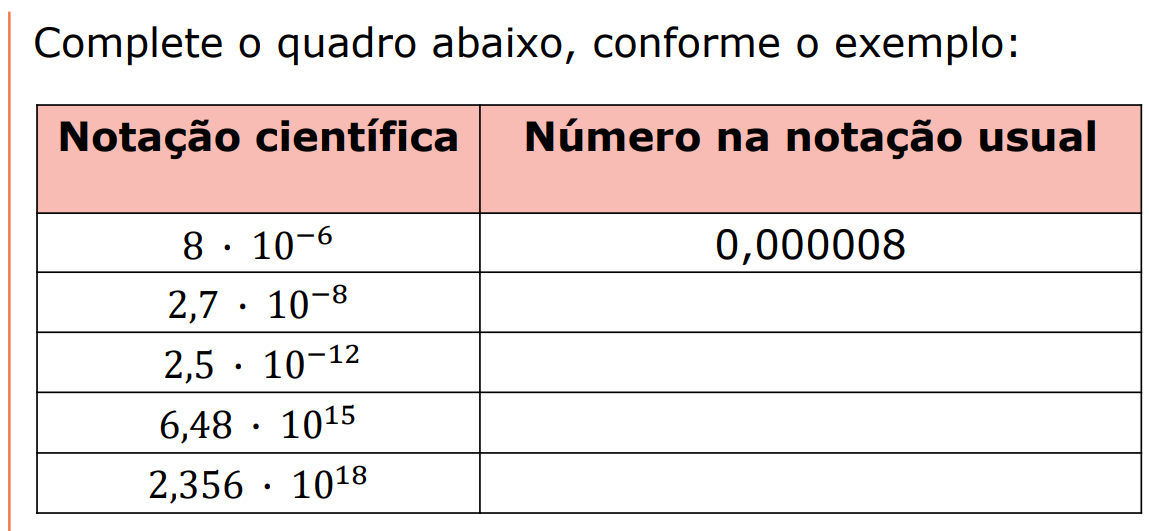 Complete o quadro abaixo, conforme o exemplo:
Notação científica Número na notação usual
8 · 10⁻⁶ 0,000008
2,7 · 10⁻⁸
2,5 · 10⁻¹²
6,48 · 10¹⁵
2,356 · 10¹⁸